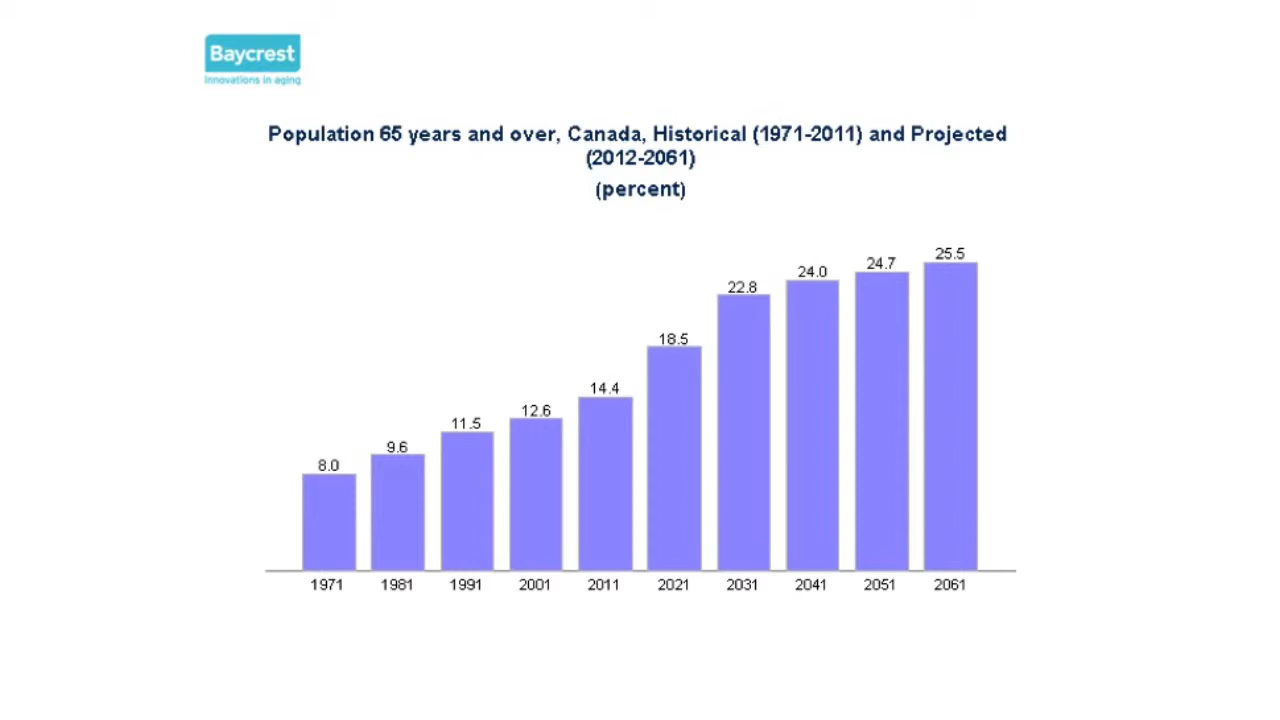 Baycrest
Innovations in aging
Population 65 years and over, Canada, Historical (1971-2011) and Projected
(2012-2061)
(percent)
25.5
24.7
24.0
22.8
18.5
14.4
12.6
11.5
9.6
8.0
1971 1981 1991 2001 2011 2021 2031 2041 2051 2061